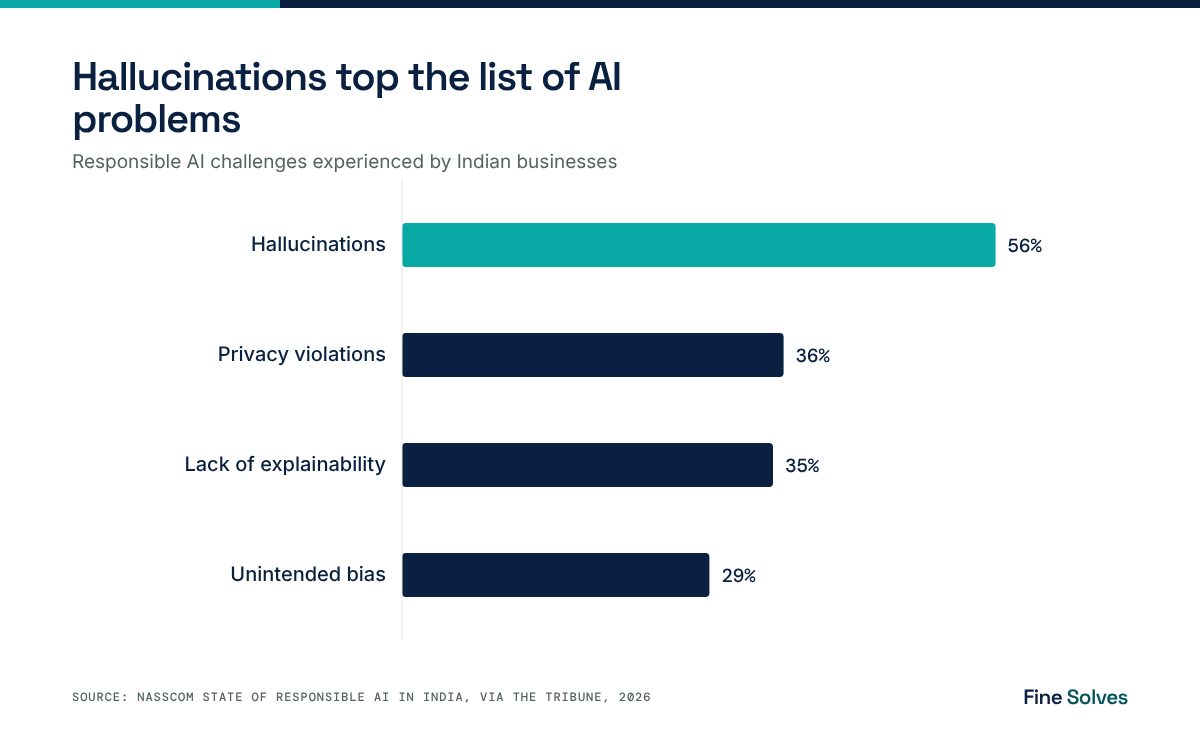 Hallucinations top the list of AI
problems
Responsible AI challenges experienced by Indian businesses
Hallucinations 56%
Privacy violations 36%
Lack of explainability 35%
Unintended bias 29%
SOURCE: NASSCOM STATE OF RESPONSIBLE AI IN INDIA, VIA THE TRIBUNE, 2026
Fine Solves